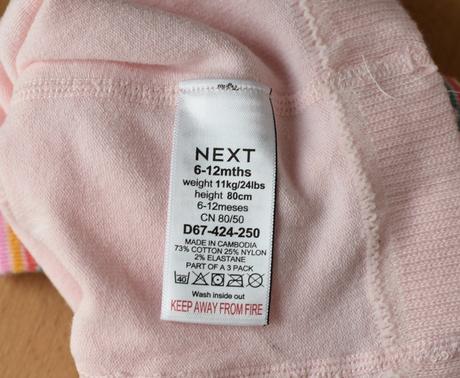 NEXT
6-12mths
weight 11kg/24lbs
height 80cm
6-12meses
CN 80/50
D67-424-250
MADE IN CAMBODIA
73% COTTON 25% NYLON
2% ELASTANE
PART OF A 3 PACK
40
Wash inside out
KEEP AWAY FROM FIRE